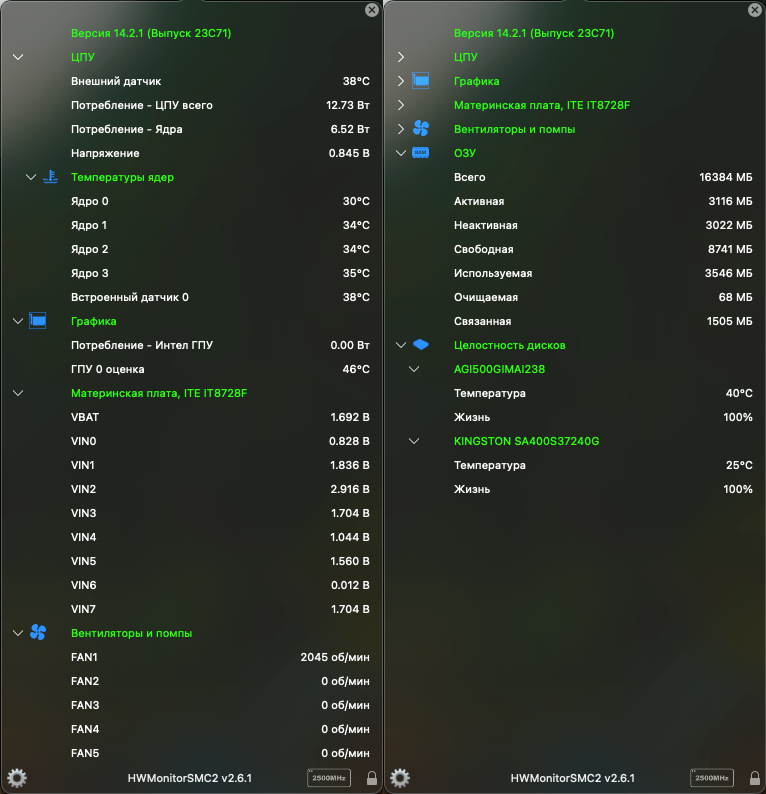 Версия 14.2.1 (Выпуск 23C71)
ЦПУ
Внешний датчик 38°C
Потребление - ЦПУ всего 12.73 Вт
Потребление - Ядра 6.52 Вт
Напряжение 0.845 В
Температуры ядер
Ядро 0 30°C
Ядро 1 34°C
Ядро 2 34°C
Ядро 3 35°C
Встроенный датчик 0 38°C
Графика
Потребление - Интел ГПУ 0.00 Вт
ГПУ 0 оценка 46°C
Материнская плата, ITE IT8728F
VBAT 1.692 В
VIN0 0.828 В
VIN1 1.836 В
VIN2 2.916 В
VIN3 1.704 В
VIN4 1.044 В
VIN5 1.560 В
VIN6 0.012 В
VIN7 1.704 В
Вентиляторы и помпы
FAN1 2045 об/мин
FAN2 0 об/мин
FAN3 0 об/мин
FAN4 0 об/мин
FAN5 0 об/мин
HWMonitorSMC2 v2.6.1 2500MHz
Версия 14.2.1 (Выпуск 23C71)
ЦПУ
Графика
Материнская плата, ITE IT8728F
Вентиляторы и помпы
RAM ОЗУ
Всего 16384 МБ
Активная 3116 МБ
Неактивная 3022 МБ
Свободная 8741 МБ
Используемая 3546 МБ
Очищаемая 68 МБ
Связанная 1505 МБ
Целостность дисков
AGI500GIMAI238
Температура 40°C
Жизнь 100%
KINGSTON SA400S37240G
Температура 25°C
Жизнь 100%
HWMonitorSMC2 v2.6.1 2500MHz